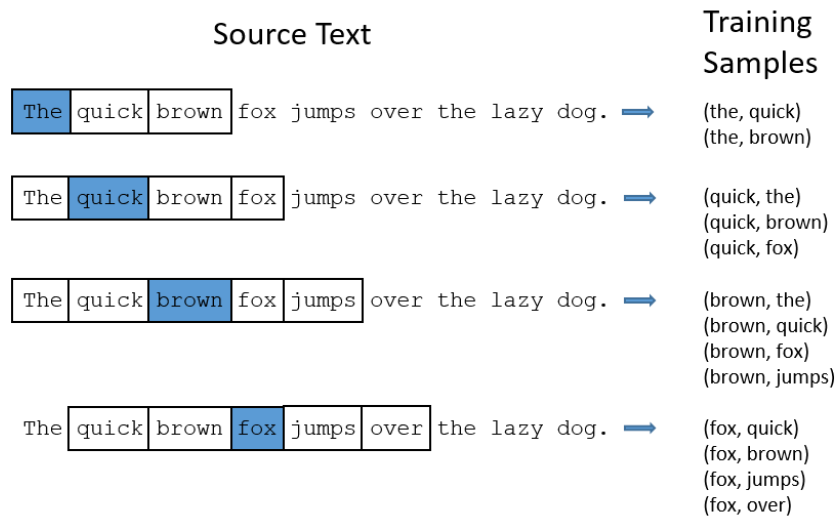 Source Text
Training
Samples
The quick brown fox jumps over the lazy dog.
(the, quick)
(the, brown)
The quick brown fox jumps over the lazy dog.
(quick, the)
(quick, brown)
(quick, fox)
The quick brown fox jumps over the lazy dog.
(brown, the)
(brown, quick)
(brown, fox)
(brown, jumps)
The quick brown fox jumps over the lazy dog.
(fox, quick)
(fox, brown)
(fox, jumps)
(fox, over)